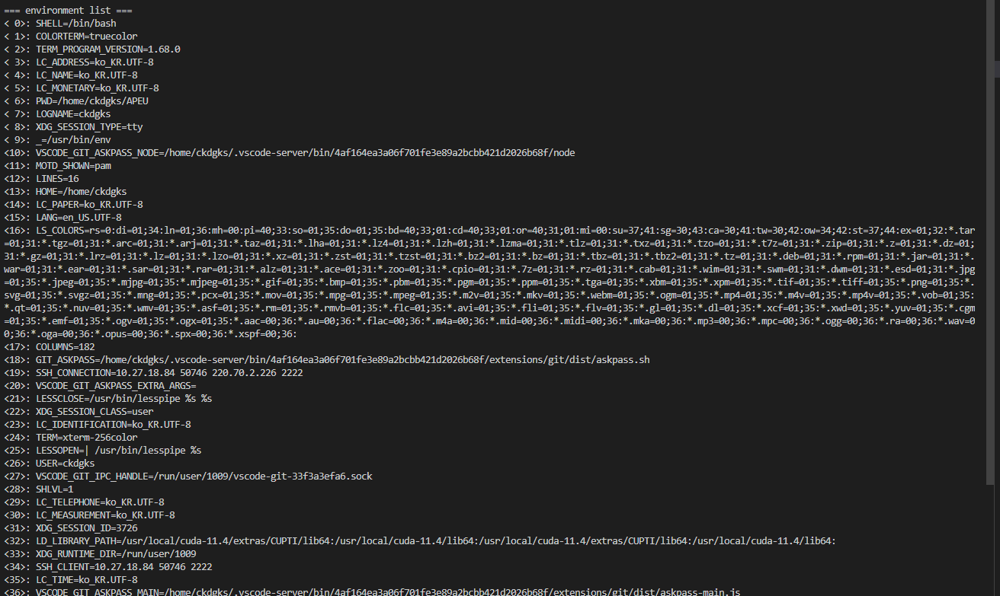 === environment list ===
< 0>: SHELL=/bin/bash
< 1>: COLORTERM=truecolor
< 2>: TERM_PROGRAM_VERSION=1.68.0
< 3>: LC_ADDRESS=ko_KR.UTF-8
< 4>: LC_NAME=ko_KR.UTF-8
< 5>: LC_MONETARY=ko_KR.UTF-8
< 6>: PWD=/home/ckdgks/APEU
< 7>: LOGNAME=ckdgks
< 8>: XDG_SESSION_TYPE=tty
< 9>: _=/usr/bin/env
<10>: VSCODE_GIT_ASKPASS_NODE=/home/ckdgks/.vscode-server/bin/4af164ea3a06f701fe3e89a2bcbb421d2026b68f/node
<11>: MOTD_SHOWN=pam
<12>: LINES=16
<13>: HOME=/home/ckdgks
<14>: LC_PAPER=ko_KR.UTF-8
<15>: LANG=en_US.UTF-8
<16>: LS_COLORS=rs=0:di=01;34:ln=01;36:mh=00:pi=40;33:so=01;35:do=01;35:bd=40;33;01:cd=40;33;01:or=40;31;01:mi=00:su=37;41:sg=30;43:ca=30;41:tw=30;42:ow=34;42:st=37;44:ex=01;32:*.tar
=01;31:*.tgz=01;31:*.arc=01;31:*.arj=01;31:*.taz=01;31:*.lha=01;31:*.lz4=01;31:*.lzh=01;31:*.lzma=01;31:*.tlz=01;31:*.txz=01;31:*.tzo=01;31:*.t7z=01;31:*.zip=01;31:*.z=01;31:*.dz=01;
31:*.gz=01;31:*.lrz=01;31:*.lz=01;31:*.lzo=01;31:*.xz=01;31:*.zst=01;31:*.tzst=01;31:*.bz2=01;31:*.bz=01;31:*.tbz=01;31:*.tbz2=01;31:*.tz=01;31:*.deb=01;31:*.rpm=01;31:*.jar=01;31:*.
war=01;31:*.ear=01;31:*.sar=01;31:*.rar=01;31:*.alz=01;31:*.ace=01;31:*.zoo=01;31:*.cpio=01;31:*.7z=01;31:*.rz=01;31:*.cab=01;31:*.wim=01;31:*.swm=01;31:*.dwm=01;31:*.esd=01;31:*.jpg
=01;35:*.jpeg=01;35:*.mjpg=01;35:*.mjpeg=01;35:*.gif=01;35:*.bmp=01;35:*.pbm=01;35:*.pgm=01;35:*.ppm=01;35:*.tga=01;35:*.xbm=01;35:*.xpm=01;35:*.tif=01;35:*.tiff=01;35:*.png=01;35:*.
svg=01;35:*.svgz=01;35:*.mng=01;35:*.pcx=01;35:*.mov=01;35:*.mpg=01;35:*.mpeg=01;35:*.m2v=01;35:*.mkv=01;35:*.webm=01;35:*.ogm=01;35:*.mp4=01;35:*.m4v=01;35:*.mp4v=01;35:*.vob=01;35:
*.qt=01;35:*.nuv=01;35:*.wmv=01;35:*.asf=01;35:*.rm=01;35:*.rmvb=01;35:*.flc=01;35:*.avi=01;35:*.fli=01;35:*.flv=01;35:*.gl=01;35:*.dl=01;35:*.xcf=01;35:*.xwd=01;35:*.yuv=01;35:*.cgm
=01;35:*.emf=01;35:*.ogv=01;35:*.ogx=01;35:*.aac=00;36:*.au=00;36:*.flac=00;36:*.m4a=00;36:*.mid=00;36:*.midi=00;36:*.mka=00;36:*.mp3=00;36:*.mpc=00;36:*.ogg=00;36:*.ra=00;36:*.wav=0
0;36:*.oga=00;36:*.opus=00;36:*.spx=00;36:*.xspf=00;36:
<17>: COLUMNS=182
<18>: GIT_ASKPASS=/home/ckdgks/.vscode-server/bin/4af164ea3a06f701fe3e89a2bcbb421d2026b68f/extensions/git/dist/askpass.sh
<19>: SSH_CONNECTION=10.27.18.84 50746 220.70.2.226 2222
<20>: VSCODE_GIT_ASKPASS_EXTRA_ARGS=
<21>: LESSCLOSE=/usr/bin/lesspipe %s %s
<22>: XDG_SESSION_CLASS=user
<23>: LC_IDENTIFICATION=ko_KR.UTF-8
<24>: TERM=xterm-256color
<25>: LESSOPEN=| /usr/bin/lesspipe %s
<26>: USER=ckdgks
<27>: VSCODE_GIT_IPC_HANDLE=/run/user/1009/vscode-git-33f3a3efa6.sock
<28>: SHLVL=1
<29>: LC_TELEPHONE=ko_KR.UTF-8
<30>: LC_MEASUREMENT=ko_KR.UTF-8
<31>: XDG_SESSION_ID=3726
<32>: LD_LIBRARY_PATH=/usr/local/cuda-11.4/extras/CUPTI/lib64:/usr/local/cuda-11.4/lib64:/usr/local/cuda-11.4/extras/CUPTI/lib64:/usr/local/cuda-11.4/lib64:
<33>: XDG_RUNTIME_DIR=/run/user/1009
<34>: SSH_CLIENT=10.27.18.84 50746 2222
<35>: LC_TIME=ko_KR.UTF-8
<36>: VSCODE_GIT_ASKPASS_MAIN=/home/ckdgks/.vscode-server/bin/4af164ea3a06f701fe3e89a2bcbb421d2026b68f/extensions/git/dist/askpass-main.js